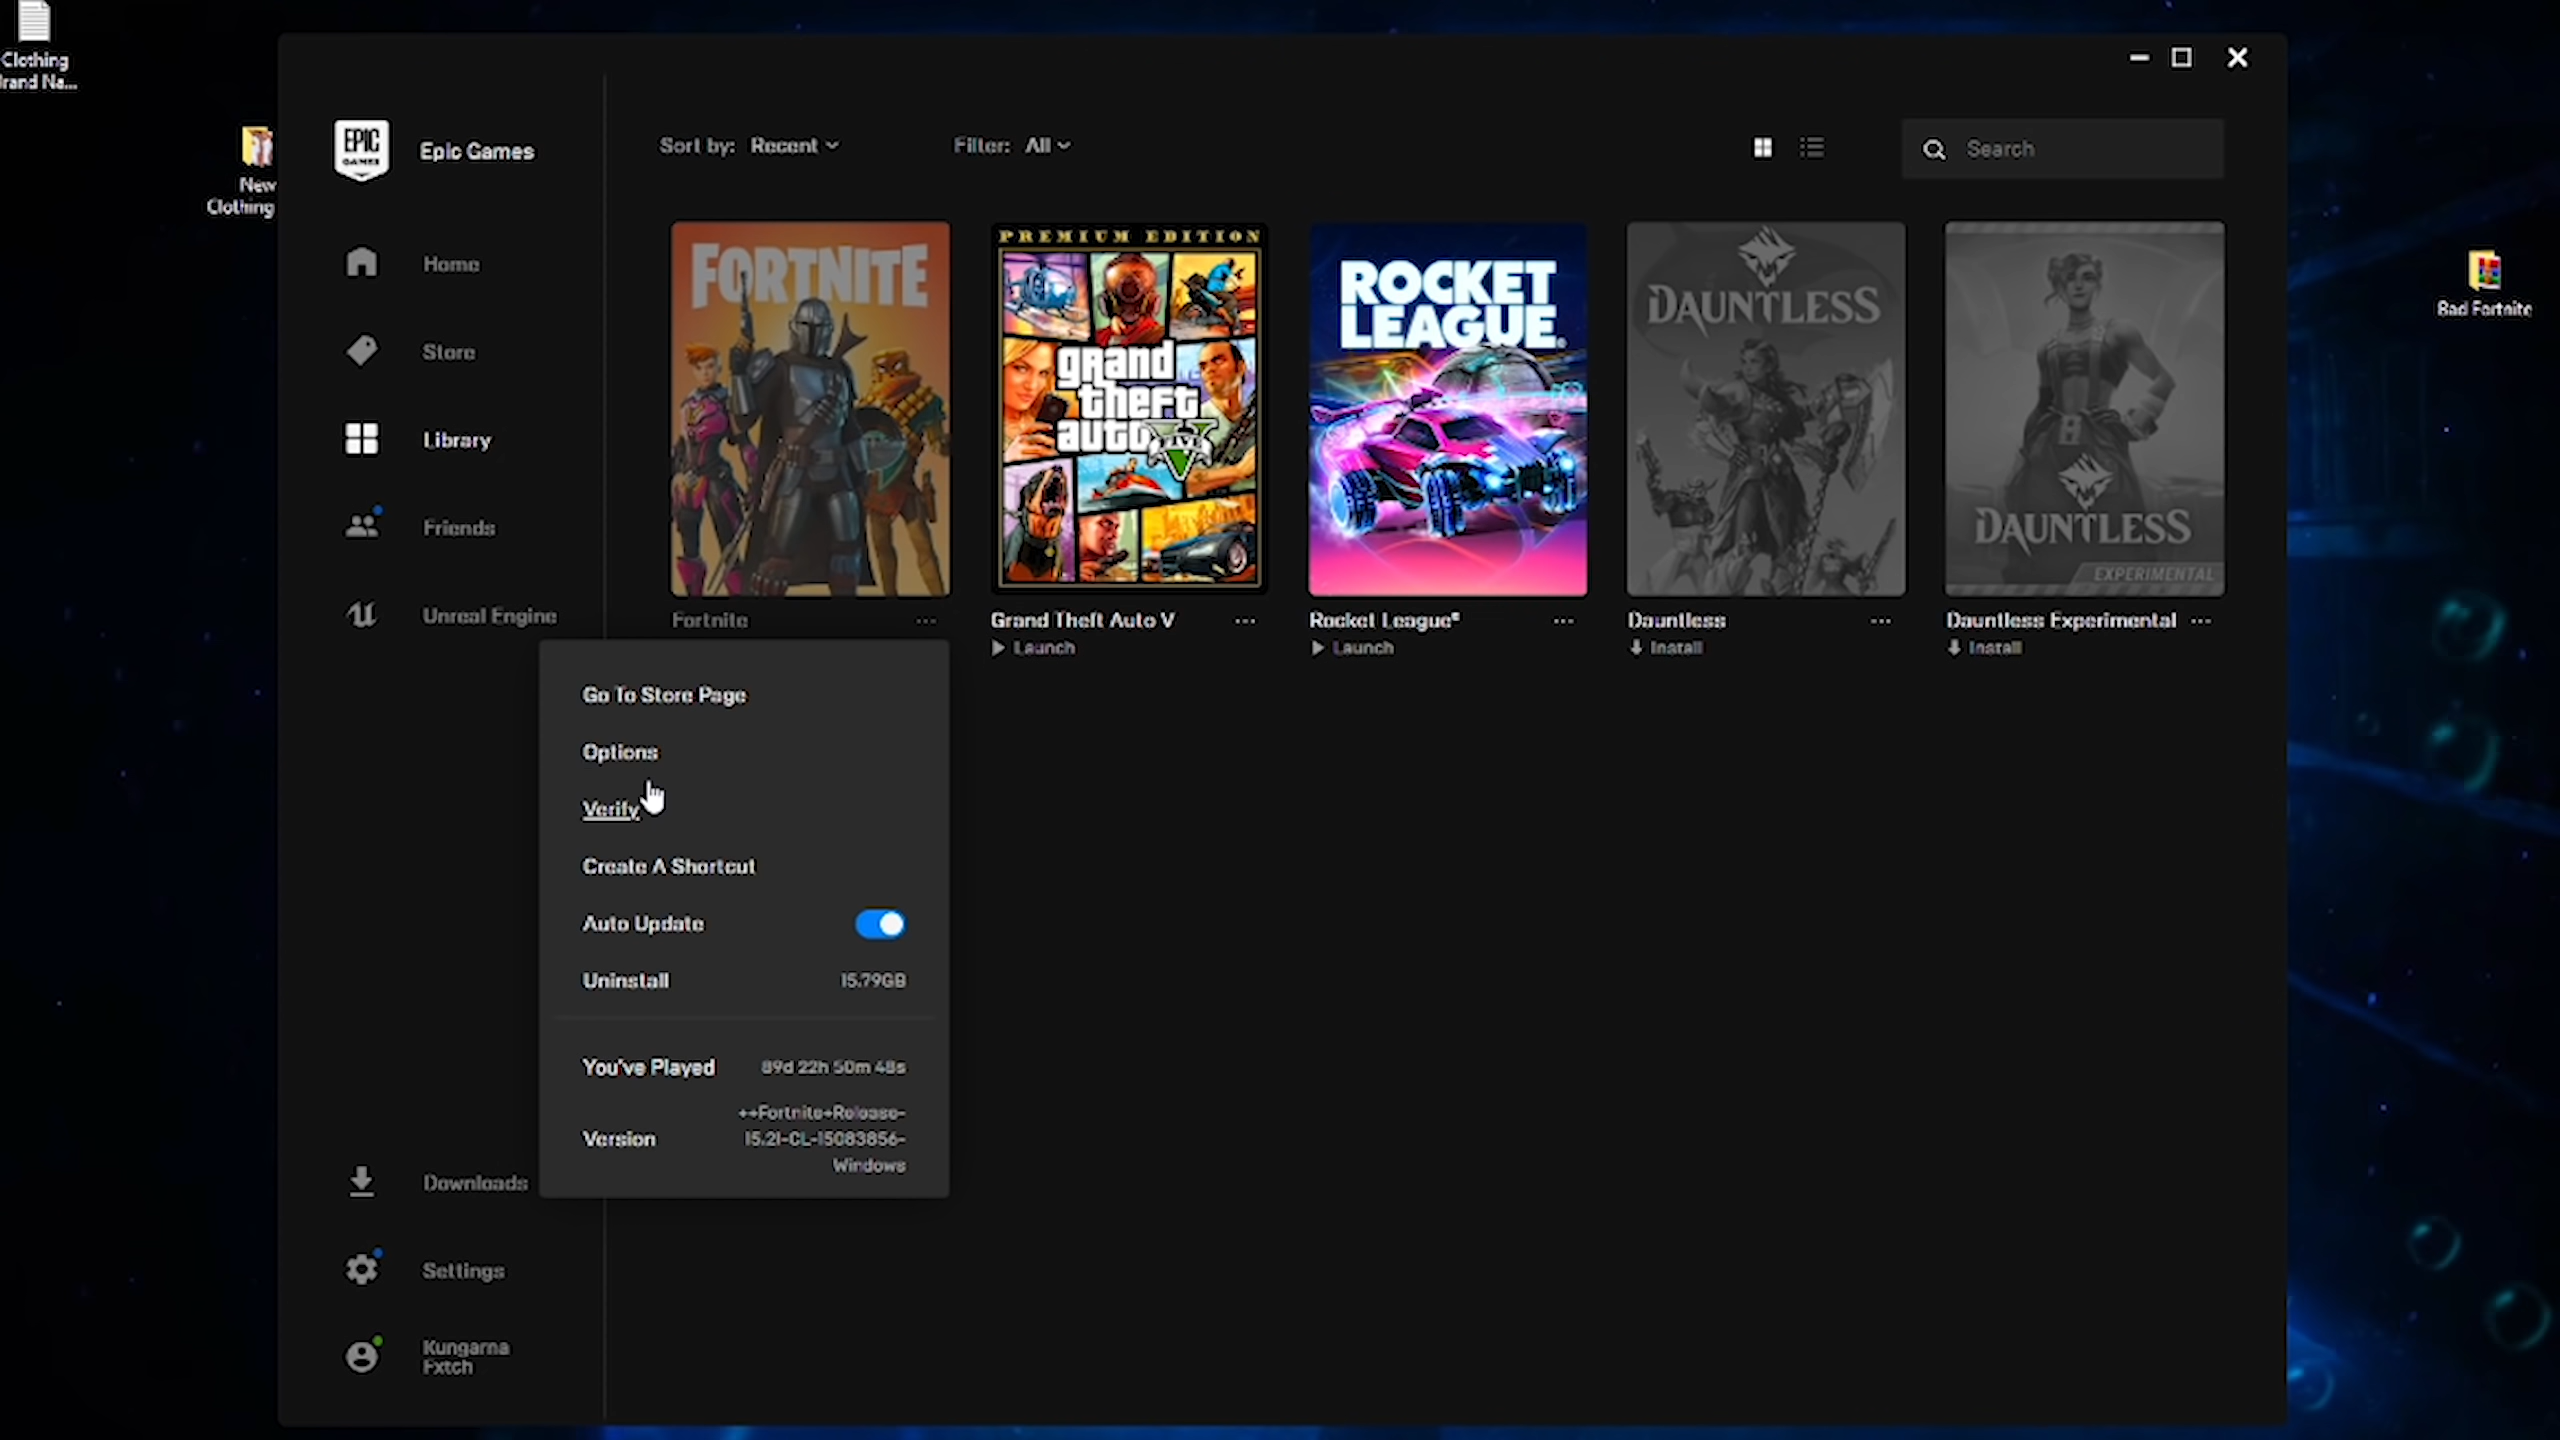 Clothing
Brand Na...
New
Clothing
EPIC
GAMES
Epic Games
Home
Store
Library
Friends
Unreal Engine
Downloads
Settings
Kungarna
Fxtch
Sort by: Recent
Filter: All
Search
FORTNITE
PREMIUM EDITION
grand
theft
auto
FIVE
V
ROCKET
LEAGUE
DAUNTLESS
DAUNTLESS
EXPERIMENTAL
Fortnite ...
Grand Theft Auto V ...
Launch
Rocket League® ...
Launch
Dauntless ...
Install
Dauntless Experimental ...
Install
Go To Store Page
Options
Verify
Create A Shortcut
Auto Update
Uninstall 15.79GB
You've Played 89d 22h 50m 48s
Version ++Fortnite+Release-
15.21-CL-15083856-
Windows
Bad Fortnite